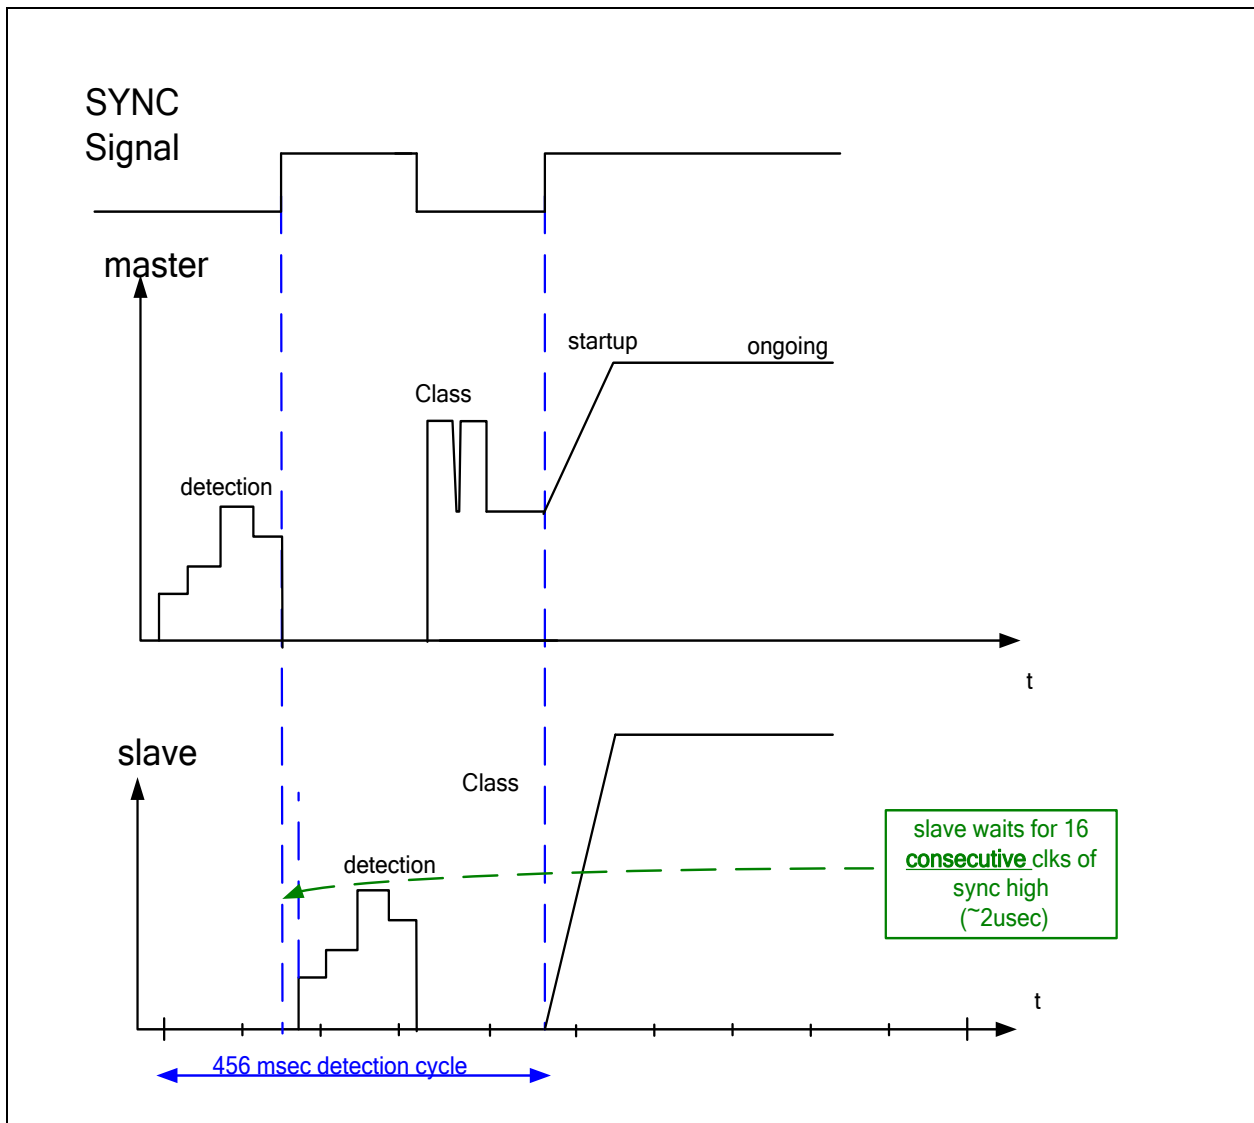 SYNC
Signal
master
startup
ongoing
Class
detection
t
slave
Class
detection
slave waits for 16
consecutive clks of
sync high
(~2usec)
t
456 msec detection cycle